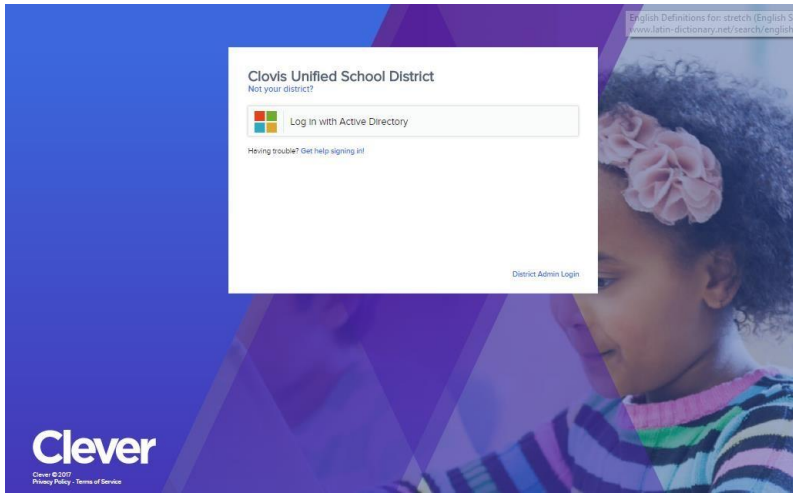 English Definitions for: stretch (English S
www.latin-dictionary.net/search/english
Clovis Unified School District
Not your district?
Log in with Active Directory
Having trouble? Get help signing in!
District Admin Login
Clever
Clever © 2017
Privacy Policy - Terms of Service